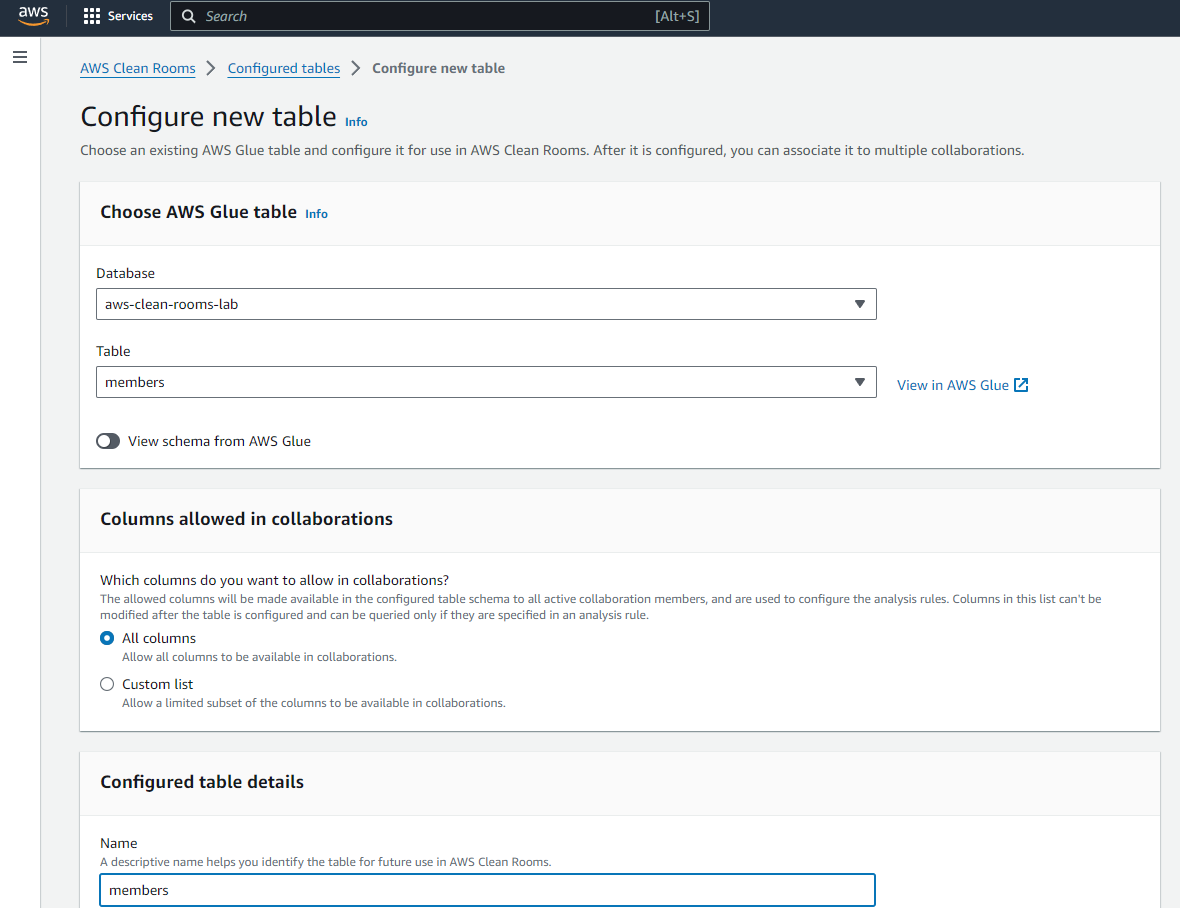 aws
Services
Search
[Alt+S]
AWS Clean Rooms
Configured tables
Configure new table
Configure new table Info
Choose an existing AWS Glue table and configure it for use in AWS Clean Rooms. After it is configured, you can associate it to multiple collaborations.
Choose AWS Glue table Info
Database
aws-clean-rooms-lab
Table
members
View in AWS Glue
View schema from AWS Glue
Columns allowed in collaborations
Which columns do you want to allow in collaborations?
The allowed columns will be made available in the configured table schema to all active collaboration members, and are used to configure the analysis rules. Columns in this list can't be
modified after the table is configured and can be queried only if they are specified in an analysis rule.
All columns
Allow all columns to be available in collaborations.
Custom list
Allow a limited subset of the columns to be available in collaborations.
Configured table details
Name
A descriptive name helps you identify the table for future use in AWS Clean Rooms.
members